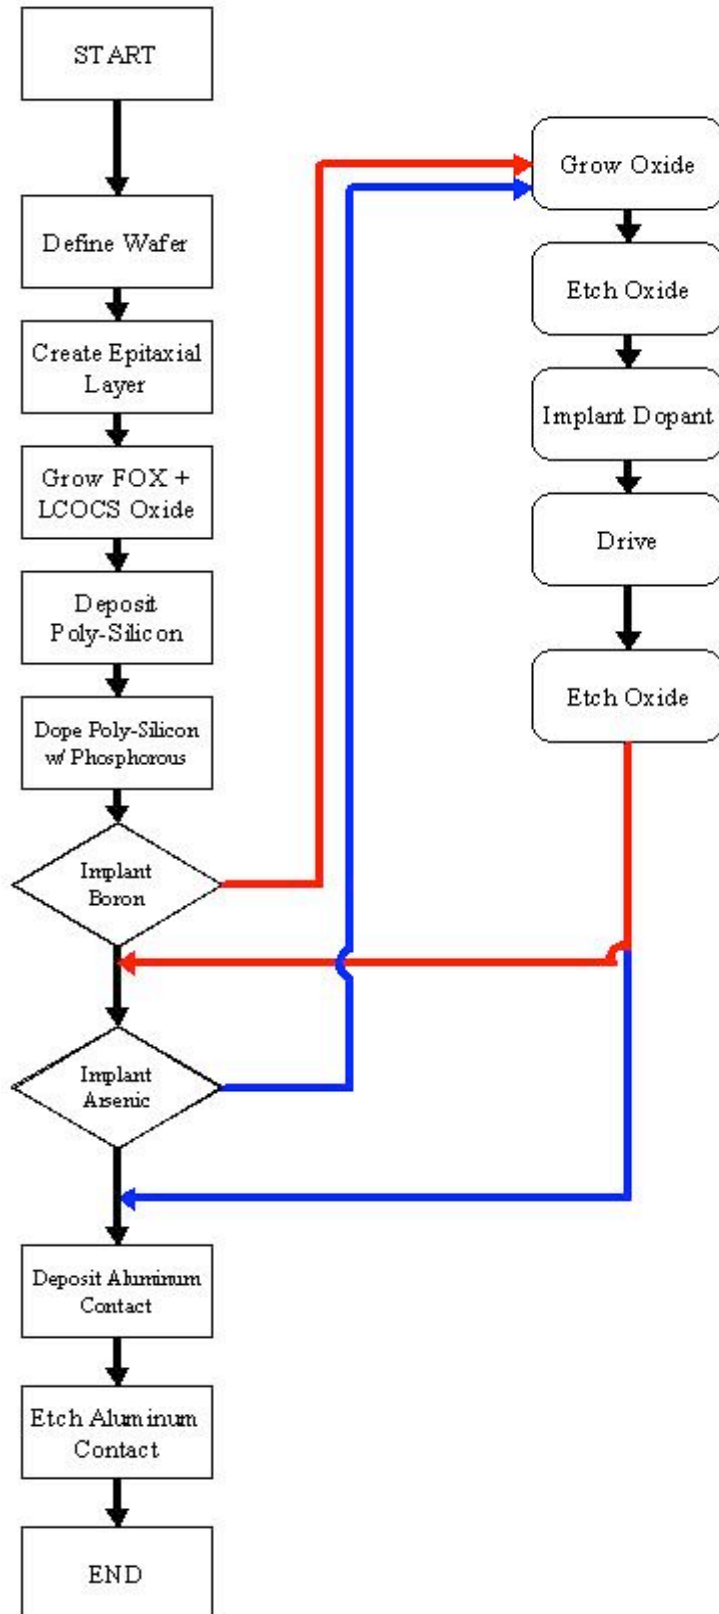 START
Define Wafer
Create Epitaxial
Layer
Grow FOX +
LCOCS Oxide
Deposit
Poly-Silicon
Dope Poly-Silicon
w/ Phosphorous
Implant
Boron
Implant
Arsenic
Deposit Aluminum
Contact
Etch Aluminum
Contact
END
Grow Oxide
Etch Oxide
Implant Dopant
Drive
Etch Oxide